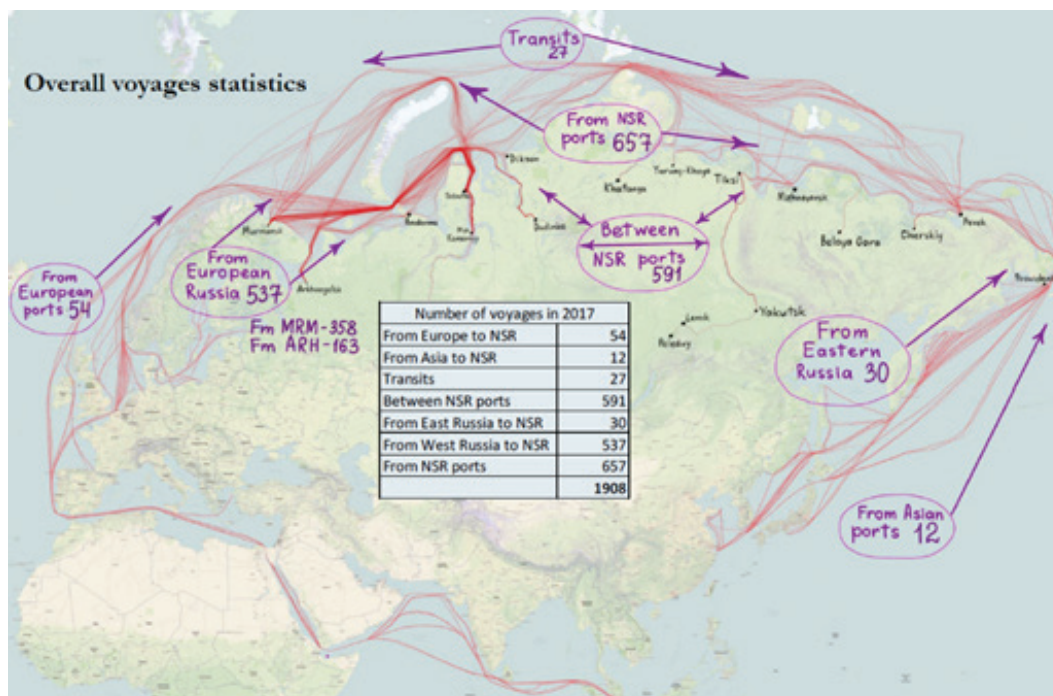 Transits
27
Overall voyages statistics
From NSR
ports 657
Dikson
Khatanga
Yurung-Khaya
Tiksi
Murmansk
Sabetta
Dudinka
Pevek
Between
NSR ports
591
Belaya Gora
Cherskiy
From
European
ports 54
From
European
Russia 537
Arkhangelsk
Fm MRM-358
Fm ARH-163
Lensk
Yakutsk
Peleduy
From
Eastern
Russia 30
Number of voyages in 2017
From Europe to NSR 54
From Asia to NSR 12
Transits 27
Between NSR ports 591
From East Russia to NSR 30
From West Russia to NSR 537
From NSR ports 657
1908
From Asian
ports 12